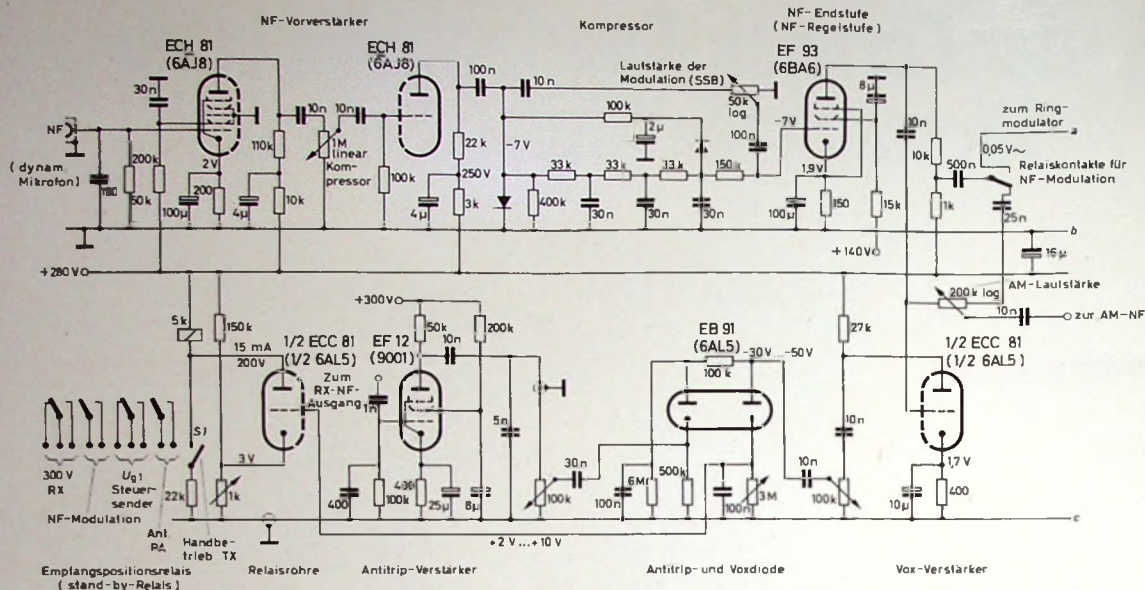 NF-Vorverstärker
Kompressor
NF-Endstufe
(NF-Regelstufe)
ECH 81
(6AJ8)
ECH 81
(6AJ8)
EF 93
(6BA6)
Lautstärke der
Modulation (SSB)
30n
100n
10n
50k
log
8µ
zum Ring-
modulator
a
0,05 V~
Relaiskontakte für
NF-Modulation
NF
(dynam.
Mikrofon)
200k
50k
2V
100µ
200
4µ
110k
10k
10n
10n
1M
linear
Kom-
pressor
100k
4µ
22k
250V
3k
-7V
100k
2µ
33k
33k
33k
150k
400k
30n
30n
30n
100n
-7V
1,9V
100µ
150
15k
+140V
10n
10k
1k
500n
25n
b
16µ
+280V
AM-Lautstärke
200k log
10n
zur AM-NF
5k
150k
15 mA
200V
1/2 ECC 81
(1/2 6AL5)
+300V
50k
EF 12
(9001)
10n
200k
Zum
RX-NF-
Ausgang
1n
EB 91
(6AL5)
100k
-30V
-50V
27k
1/2 ECC 81
(1/2 6AL5)
300V
RX
Ug1
Steuer-
sender
NF-Modulation
Ant.
PA
S1
22k
3V
1k
Handbe-
trieb TX
400
100k
400
25µ
8µ
5n
100k
30n
6M
100n
500k
100n
3M
10n
100k
10n
1,7V
10µ
400
c
+2 V...+10 V
Empfangspositionsrelais
(stand-by-Relais)
Relaisröhre
Antitrip-Verstärker
Antitrip- und Voxdiode
Vox-Verstärker